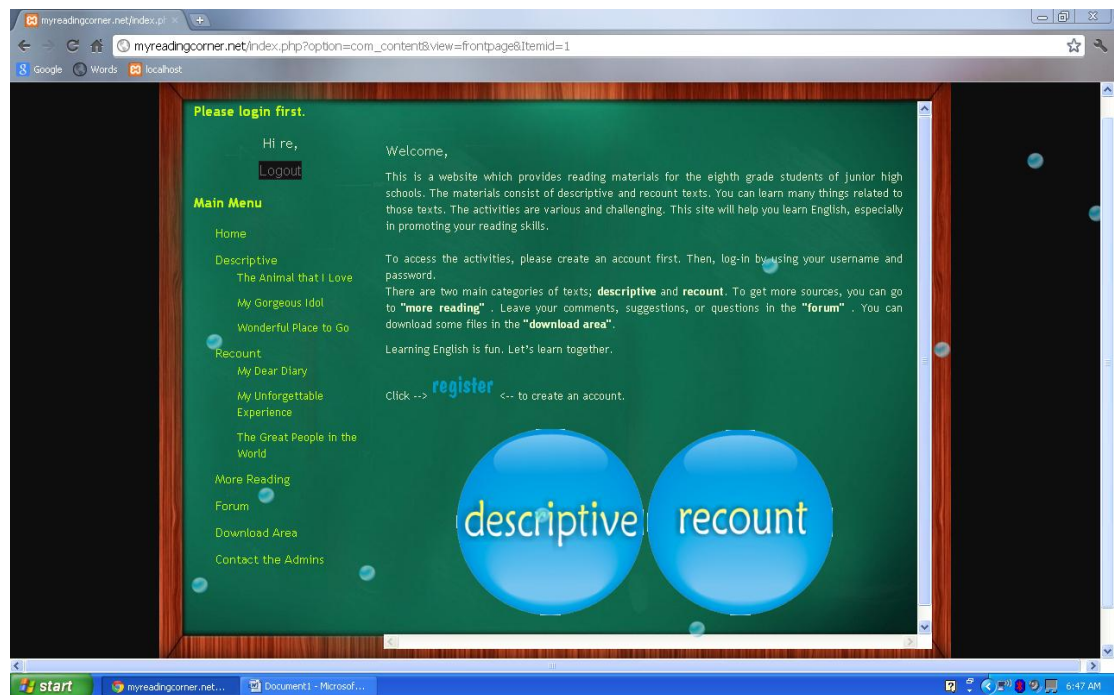 myreadingcorner.net/index.ph
myreadingcorner.net/index.php?option=com_content&view=frontpage&Itemid=1
Google Words localhost
Please login first.
Hi re,
Logout
Main Menu
Home
Descriptive
The Animal that I Love
My Gorgeous Idol
Wonderful Place to Go
Recount
My Dear Diary
My Unforgettable
Experience
The Great People in the
World
More Reading
Forum
Download Area
Contact the Admins
Welcome,
This is a website which provides reading materials for the eighth grade students of junior high
schools. The materials consist of descriptive and recount texts. You can learn many things related to
those texts. The activities are various and challenging. This site will help you learn English, especially
in promoting your reading skills.
To access the activities, please create an account first. Then, log-in by using your username and
password.
There are two main categories of texts; descriptive and recount. To get more sources, you can go
to "more reading" . Leave your comments, suggestions, or questions in the "forum" . You can
download some files in the "download area".
Learning English is fun. Let's learn together.
Click --> register <-- to create an account.
descriptive recount
start myreadingcorner.net... Document1 - Microsof... 6:47 AM